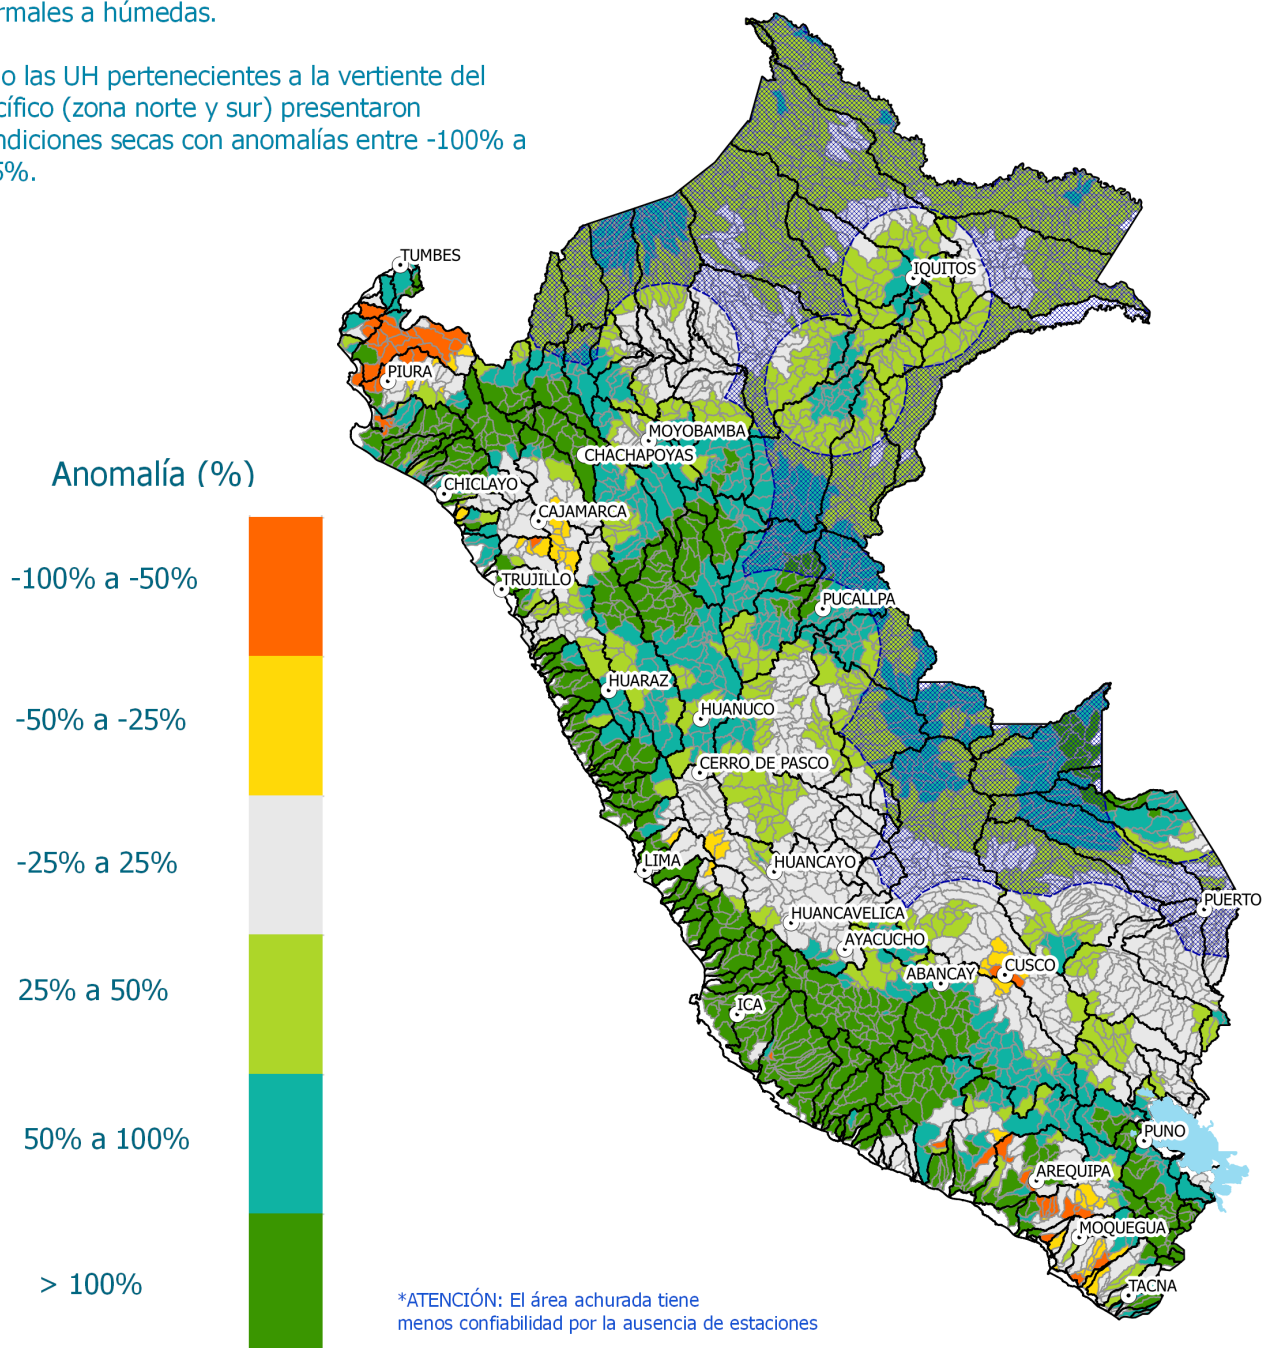 rmales a húmedas.
o las UH pertenecientes a la vertiente del
cífico (zona norte y sur) presentaron
ndiciones secas con anomalías entre -100% a
5%.
TUMBES
IQUITOS
PIURA
MOYOBAMBA
CHACHAPOYAS
Anomalía (%)
CHICLAYO
CAJAMARCA
-100% a -50%
TRUJILLO
PUCALLPA
HUARAZ
-50% a -25%
HUANUCO
CERRO DE PASCO
-25% a 25%
LIMA
HUANCAYO
PUERTO
HUANCAVELICA
AYACUCHO
CUSCO
ABANCAY
25% a 50%
ICA
50% a 100%
PUNO
AREQUIPA
MOQUEGUA
> 100%
TACNA
*ATENCIÓN: El área achurada tiene
menos confiabilidad por la ausencia de estaciones